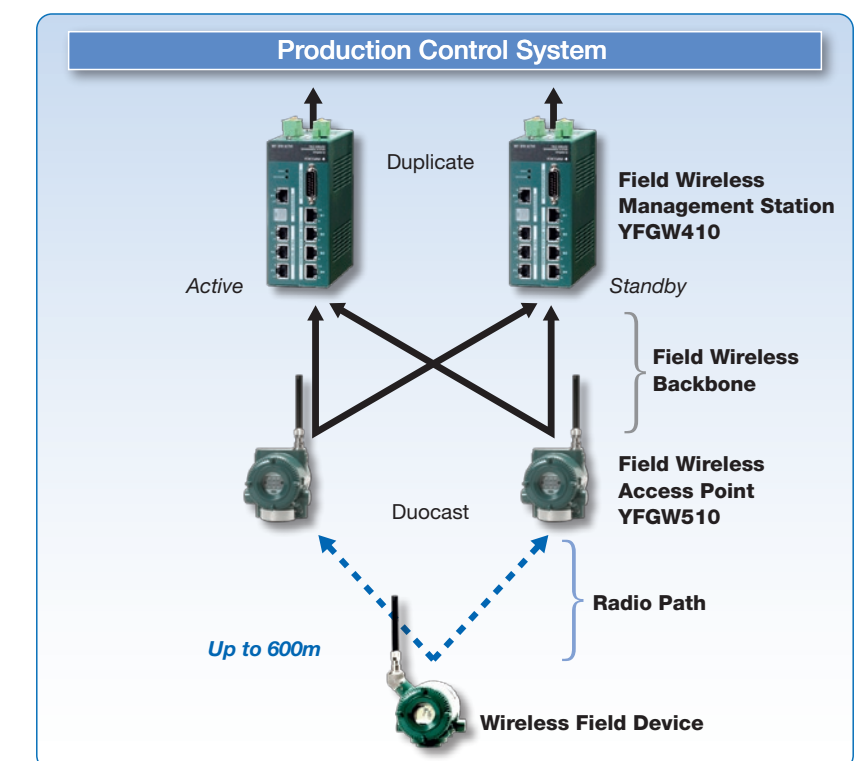 Production Control System
Duplicate
Field Wireless
Management Station
YFGW410
Active
Standby
Field Wireless
Backbone
Field Wireless
Access Point
YFGW510
Duocast
Radio Path
Up to 600m
Wireless Field Device